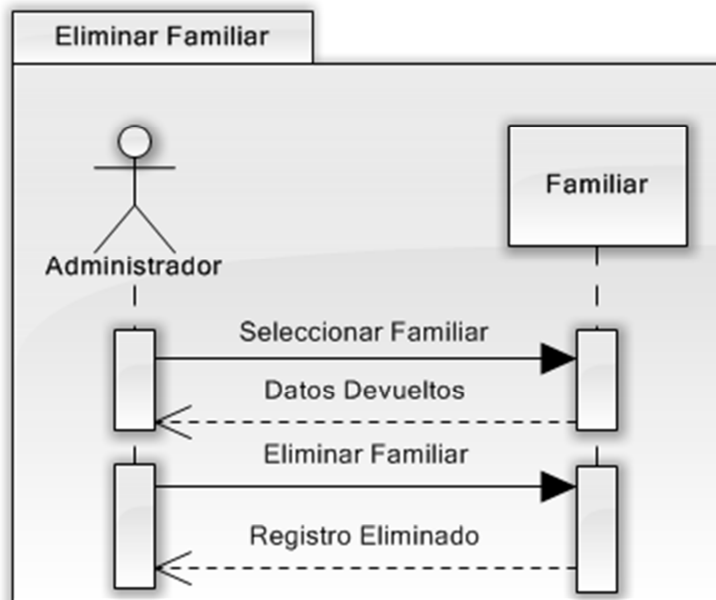 Eliminar Familiar
Familiar
Administrador
Seleccionar Familiar
Datos Devueltos
Eliminar Familiar
Registro Eliminado